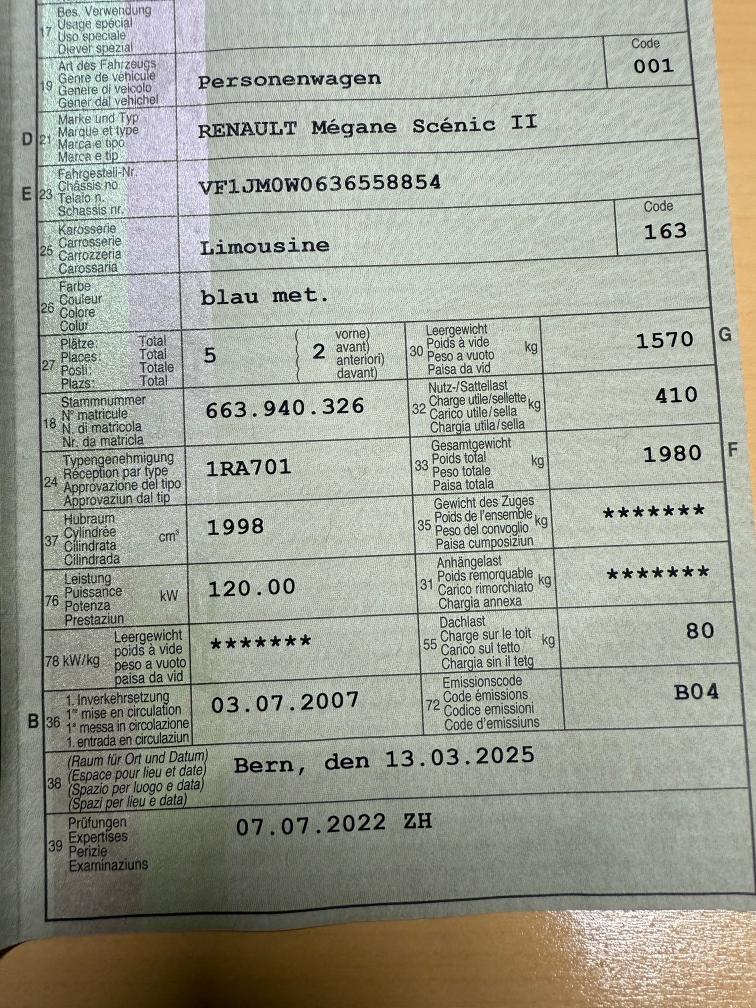 17 Bes. Verwendung
Usage spécial
Uso speciale
Diever spezial
19 Art des Fahrzeugs
Genre de véhicule
Genere di veicolo
Gener dal vehichel
Personenwagen
Code
001
D 21 Marke und Typ
Marque et type
Marca e tipo
Marca e tip
RENAULT Mégane Scénic II
E 23 Fahrgestell-Nr.
Châssis no
Telaio n.
Schassis nr.
VF1JM0W0636558854
25 Karosserie
Carrosserie
Carrozzeria
Carossaria
Limousine
Code
163
26 Farbe
Couleur
Colore
Colur
blau met.
27 Plätze: Total
Places: Total
Posti: Totale
Plazs: Total
5
( 2 vorne)
( avant)
( anteriori)
( davant)
30 Leergewicht
Poids à vide
Peso a vuoto
Paisa da vid
kg
1570 G
18 Stammnummer
N° matricule
N. di matricola
Nr. da matricla
663.940.326
32 Nutz-/Sattellast
Charge utile/sellette kg
Carico utile/sella
Chargia utila/sella
410
24 Typengenehmigung
Réception par type
Approvazione del tipo
Approvaziun dal tip
1RA701
33 Gesamtgewicht
Poids total
Peso totale
Paisa totala
kg
1980 F
37 Hubraum
Cylindrée
Cilindrata
Cilindrada
cm³
1998
35 Gewicht des Zuges
Poids de l'ensemble kg
Peso del convoglio
Paisa cumposiziun
*******
76 Leistung
Puissance
Potenza
Prestaziun
kW
120.00
31 Anhängelast
Poids remorquable
Carico rimorchiato
Chargia annexa
kg
*******
78 kW/kg Leergewicht
poids à vide
peso a vuoto
paisa da vid
*******
55 Dachlast
Charge sur le toit
Carico sul tetto
Chargia sin il tetg
kg
80
B 36 1. Inverkehrsetzung
1re mise en circulation
1a messa in circolazione
1. entrada en circulaziun
03.07.2007
72 Emissionscode
Code émissions
Codice emissioni
Code d'emissiuns
B04
38 (Raum für Ort und Datum)
(Espace pour lieu et date)
(Spazio per luogo e data)
(Spazi per lieu e data)
Bern, den 13.03.2025
39 Prüfungen
Expertises
Perizie
Examinaziuns
07.07.2022 ZH